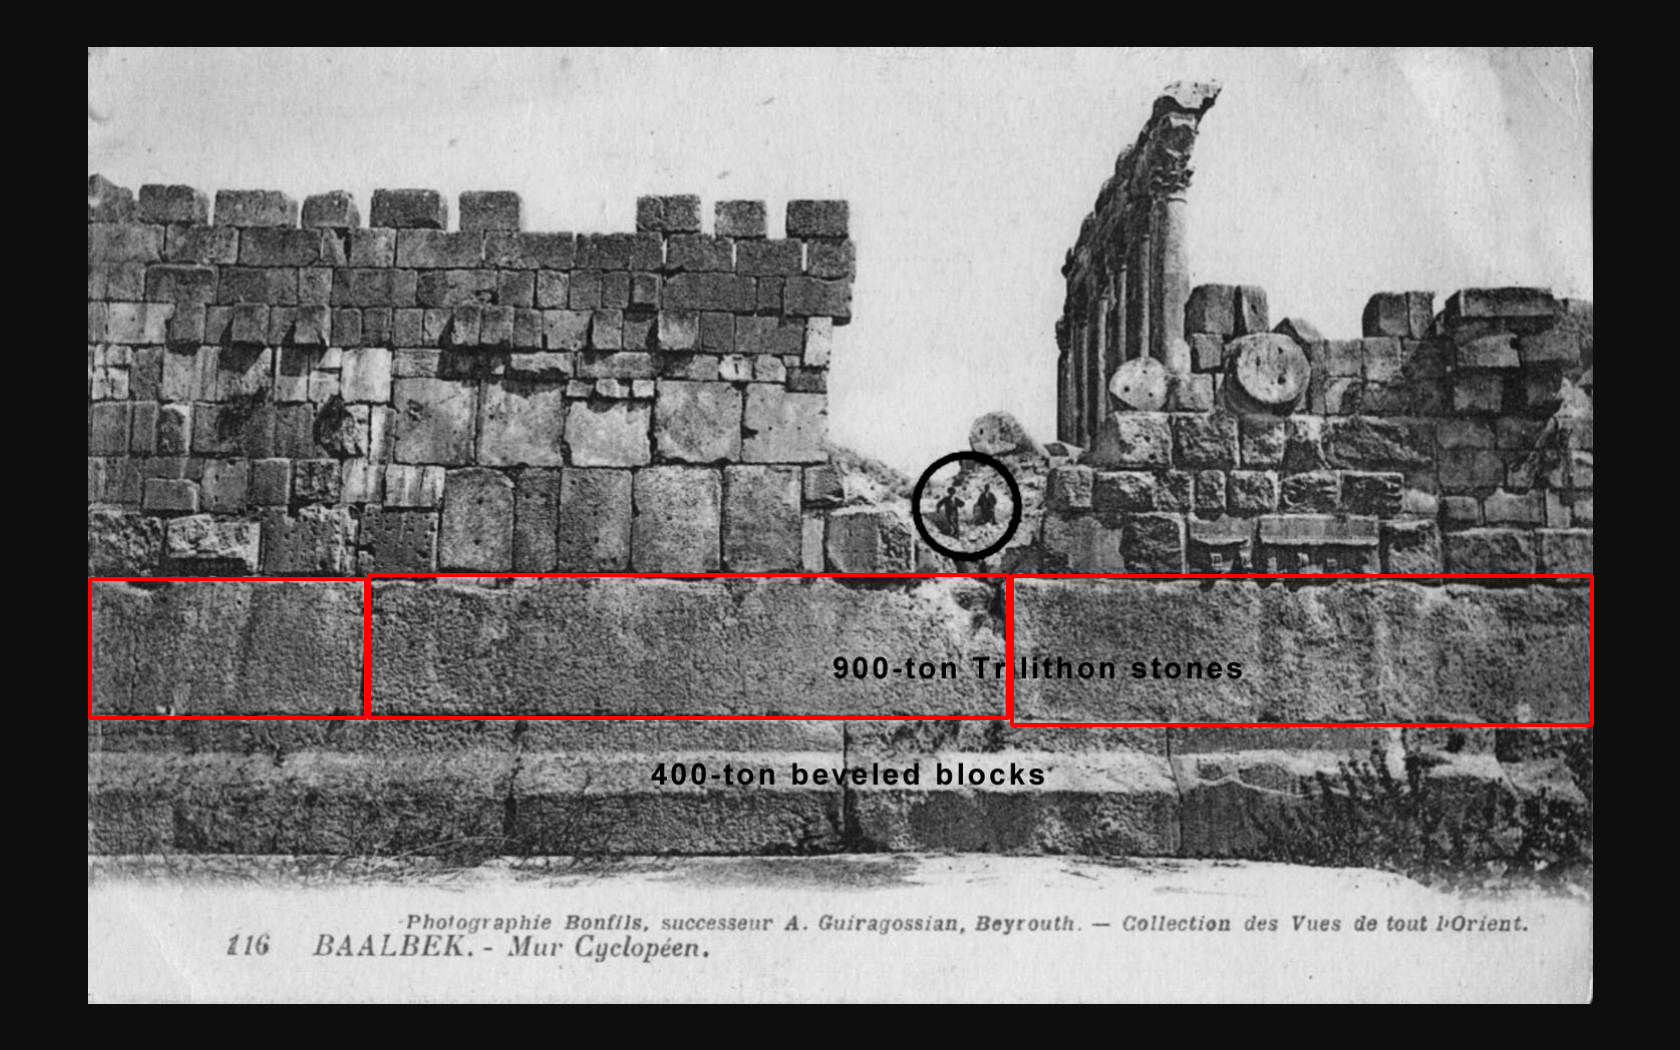 900-ton Trilithon stones
400-ton beveled blocks
Photographie Bonfils, successeur A. Guiragossian, Beyrouth. — Collection des Vues de tout l'Orient.
116 BAALBEK. - Mur Cyclopéen.